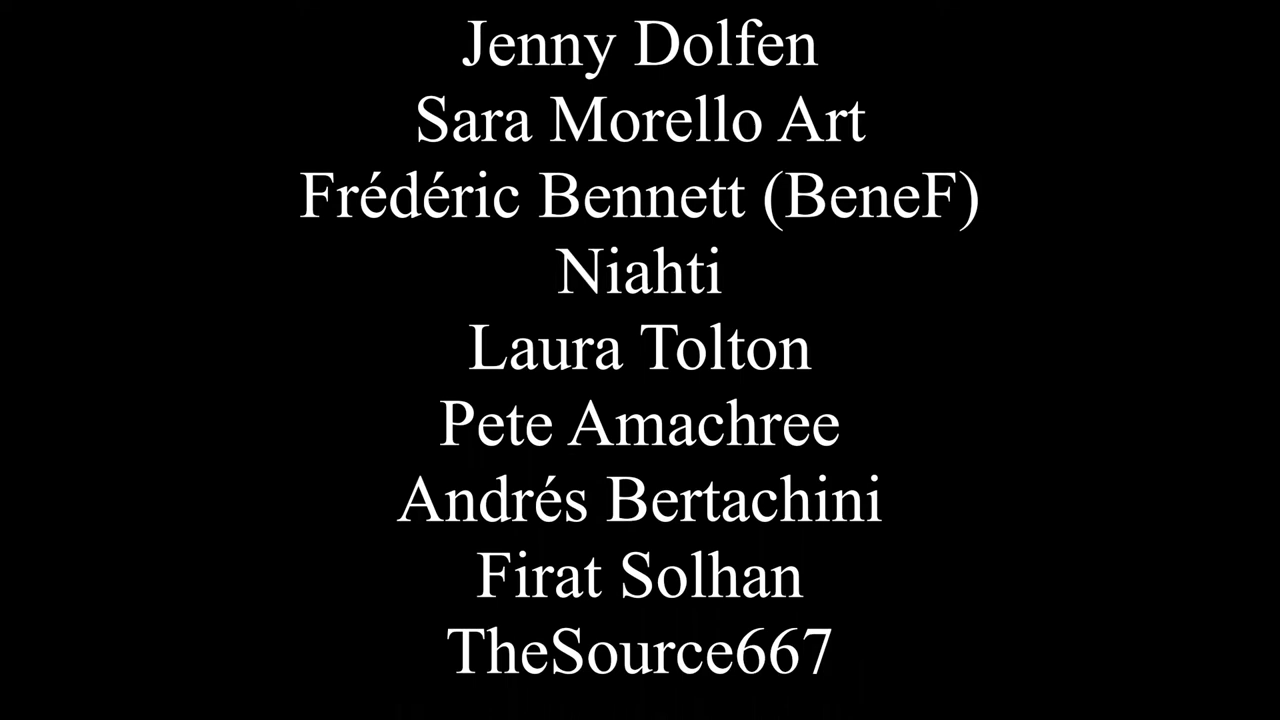 Jenny Dolfen
Sara Morello Art
Frédéric Bennett (BeneF)
Niahti
Laura Tolton
Pete Amachree
Andrés Bertachini
Firat Solhan
TheSource667